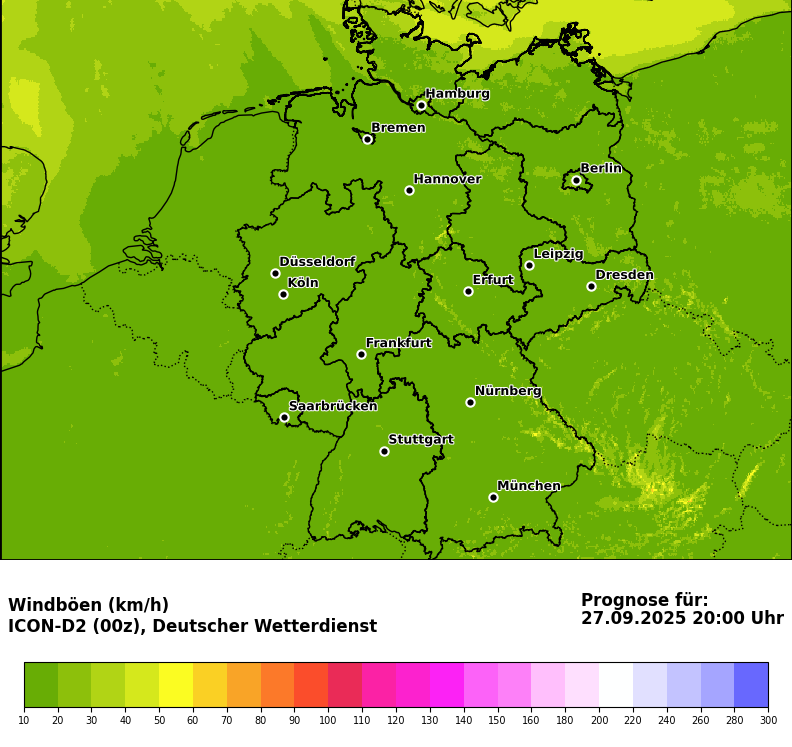 Hamburg
Bremen
Berlin
Hannover
Leipzig
Düsseldorf
Dresden
Köln
Erfurt
Frankfurt
Nürnberg
Saarbrücken
Stuttgart
München
Windböen (km/h)
ICON-D2 (00z), Deutscher Wetterdienst
Prognose für:
27.09.2025 20:00 Uhr
10 20 30 40 50 60 70 80 90 100 110 120 130 140 150 160 180 200 220 240 260 280 300